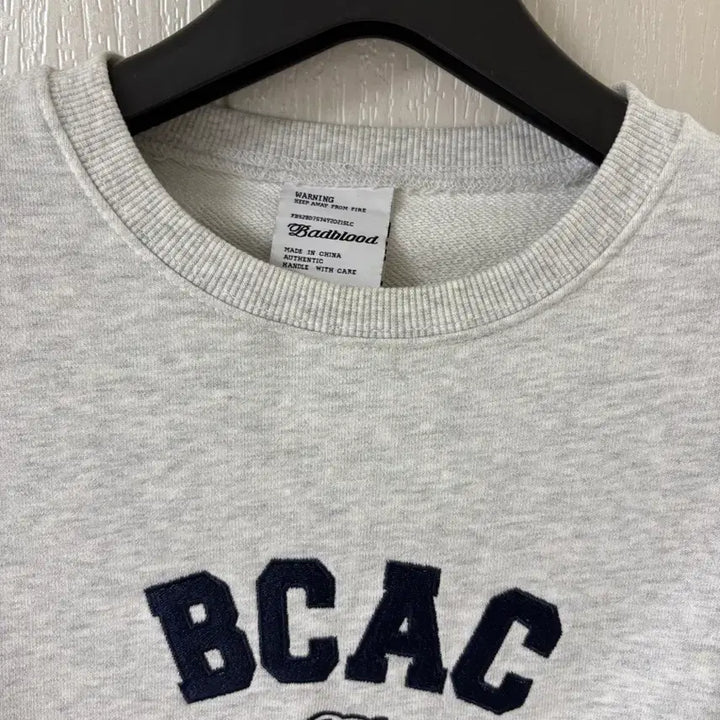 WARNING
KEEP AWAY FROM FIRE
Badblood
MADE IN CHINA
AUTHENTIC
HANDLE WITH CARE
BCAC